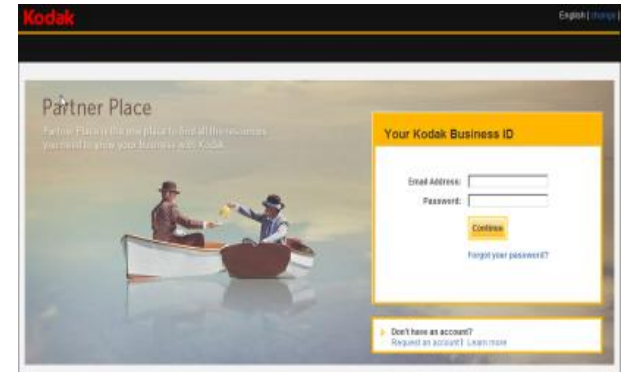 Kodak
English [ change ]
Partner Place
Partner Place is the one place to find all the resources
you need to grow your business with Kodak.
Your Kodak Business ID
Email Address:
Password:
Continue
Forgot your password?
Don't have an account?
Request an account | Learn more